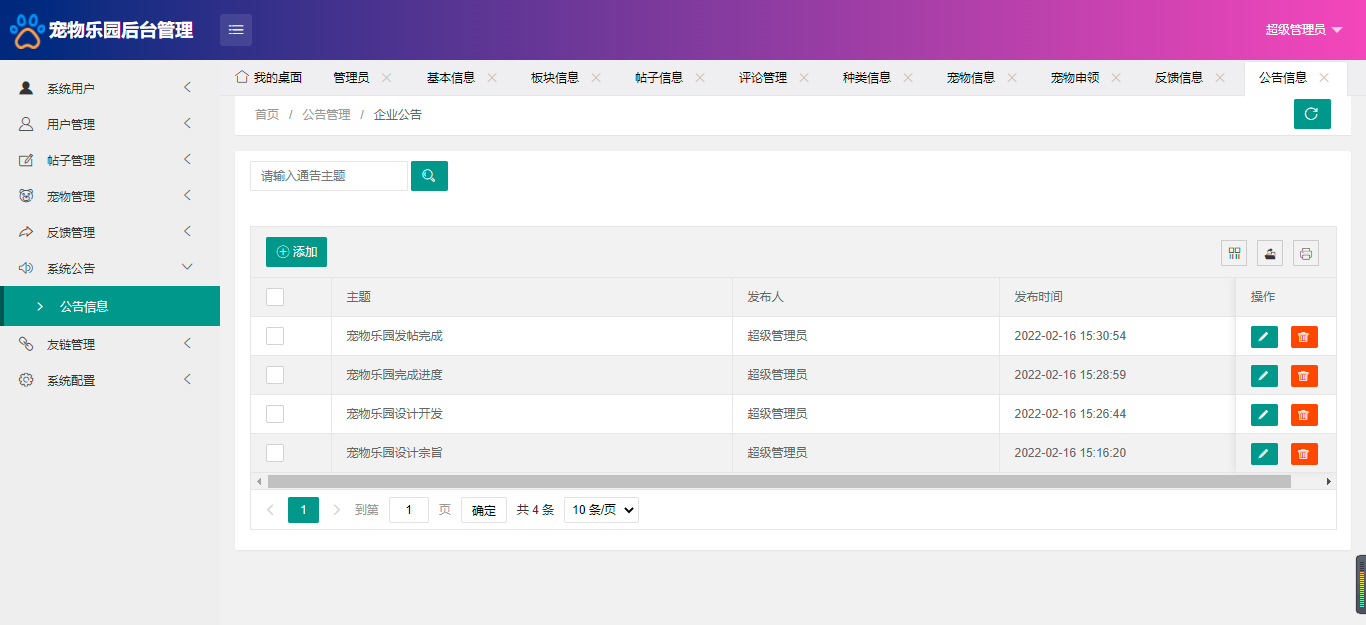 宠物乐园后台管理
超级管理员
系统用户
用户管理
帖子管理
宠物管理
反馈管理
系统公告
公告信息
友链管理
系统配置
我的桌面 管理员 基本信息 板块信息 帖子信息 评论管理 种类信息 宠物信息 宠物申领 反馈信息 公告信息
首页 / 公告管理 / 企业公告
请输入通告主题
添加
主题 发布人 发布时间 操作
宠物乐园发帖完成 超级管理员 2022-02-16 15:30:54
宠物乐园完成进度 超级管理员 2022-02-16 15:28:59
宠物乐园设计开发 超级管理员 2022-02-16 15:26:44
宠物乐园设计宗旨 超级管理员 2022-02-16 15:16:20
1 到第 1 页 确定 共 4 条 10 条/页